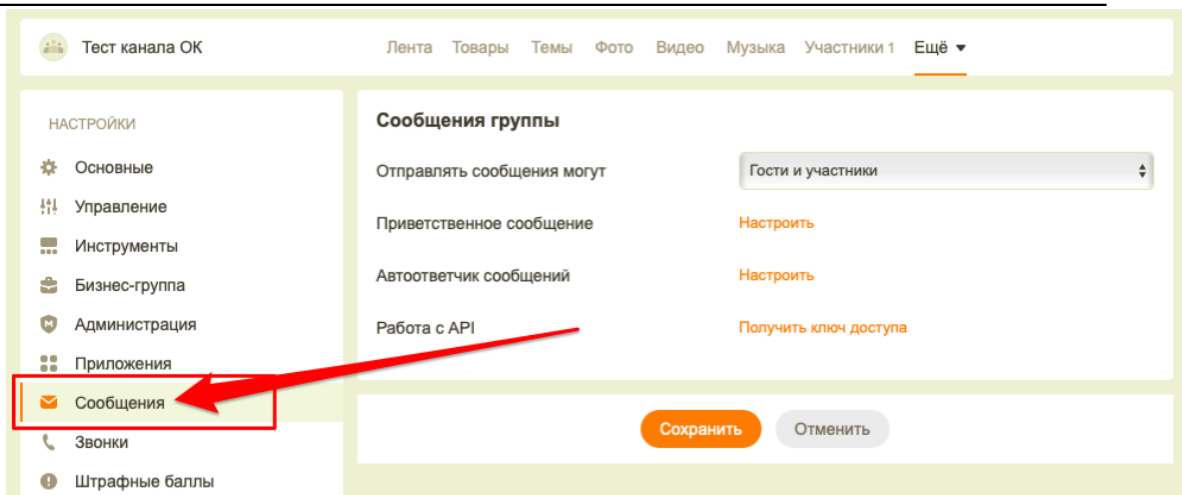 Тест канала ОК
Лента Товары Темы Фото Видео Музыка Участники 1 Ещё
НАСТРОЙКИ
Основные
Управление
Инструменты
Бизнес-группа
Администрация
Приложения
Сообщения
Звонки
Штрафные баллы
Сообщения группы
Отправлять сообщения могут Гости и участники
Приветственное сообщение Настроить
Автоответчик сообщений Настроить
Работа с API Получить ключ доступа
Сохранить Отменить